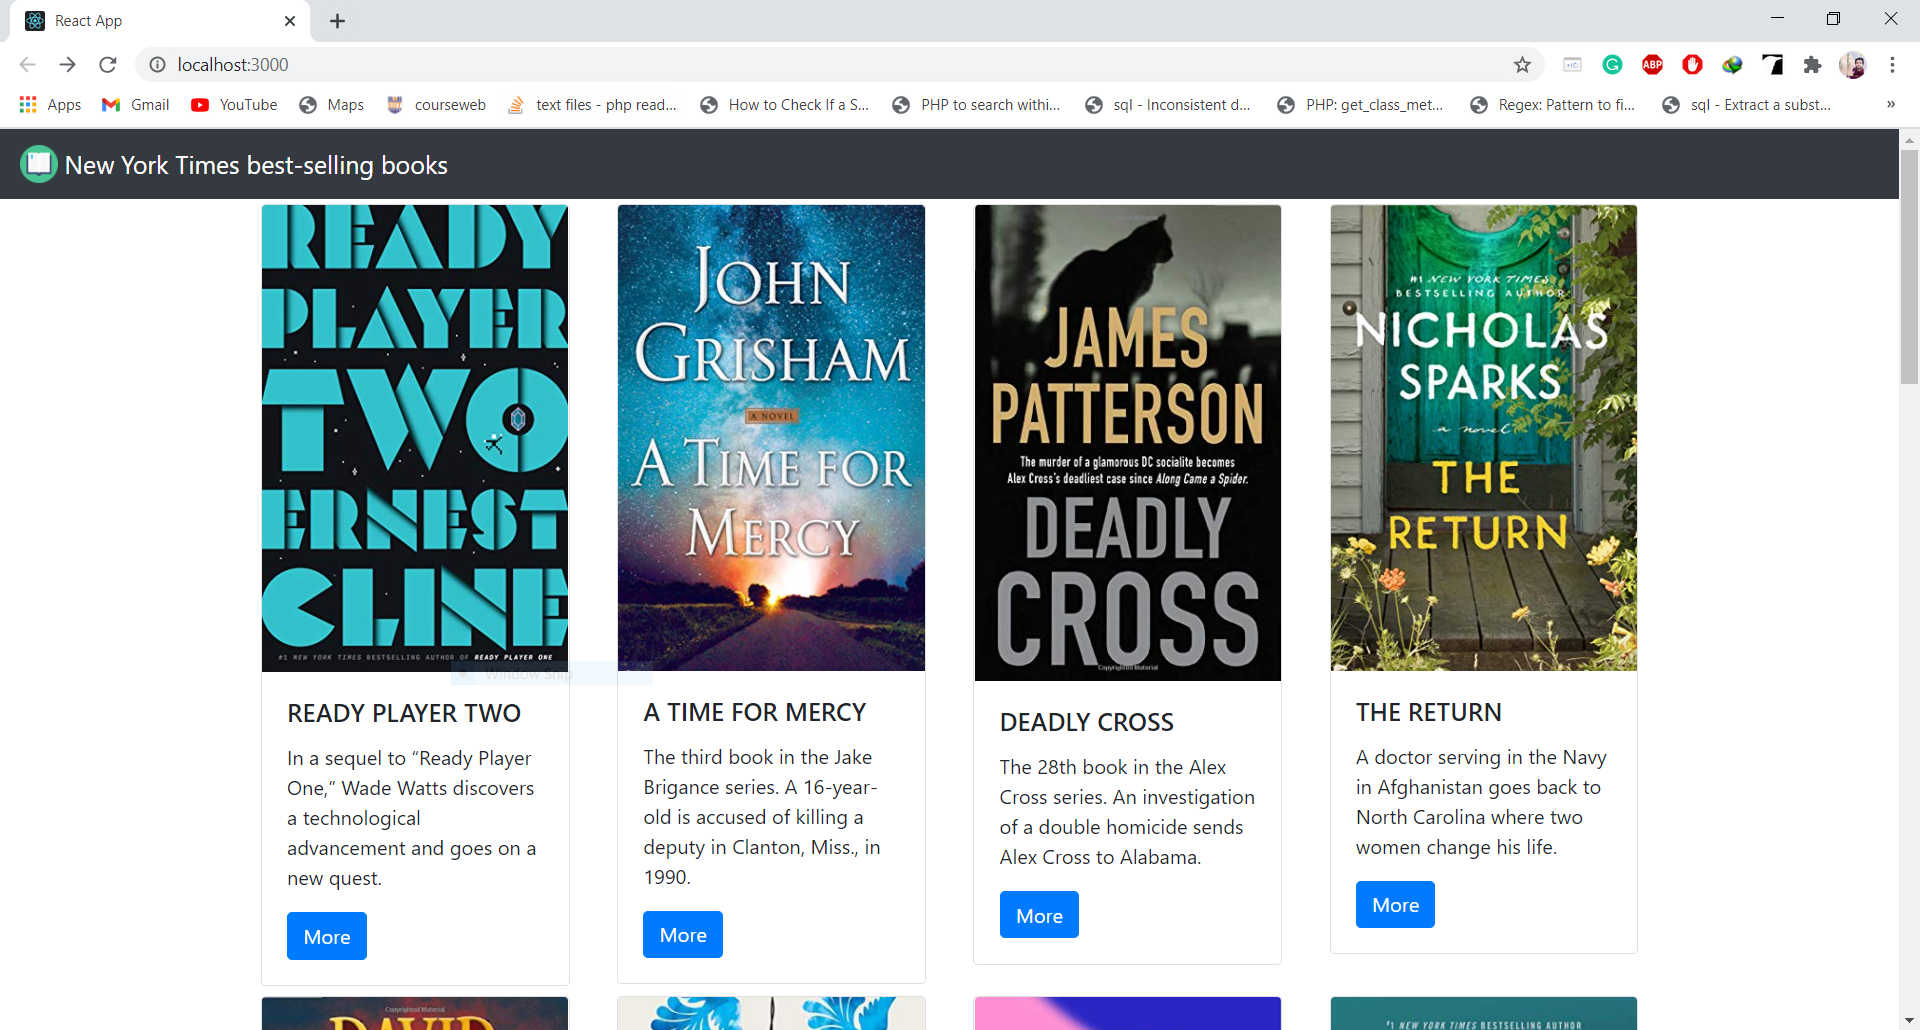 React App
localhost:3000
Apps
Gmail
YouTube
Maps
courseweb
text files - php read...
How to Check If a S...
PHP to search withi...
sql - Inconsistent d...
PHP: get_class_met...
Regex: Pattern to fi...
sql - Extract a subst...
»
ABP
New York Times best-selling books
READY
PLAYER
TWO
ERNEST
CLINE
#1 NEW YORK TIMES BESTSELLING AUTHOR OF READY PLAYER ONE
Window Snip
READY PLAYER TWO
In a sequel to “Ready Player
One,” Wade Watts discovers
a technological
advancement and goes on a
new quest.
More
JOHN
GRISHAM
A NOVEL
A TIME FOR
MERCY
A TIME FOR MERCY
The third book in the Jake
Brigance series. A 16-year-
old is accused of killing a
deputy in Clanton, Miss., in
1990.
More
JAMES
PATTERSON
The murder of a glamorous DC socialite becomes
Alex Cross's deadliest case since Along Came a Spider.
DEADLY
CROSS
Copyrighted Material
DEADLY CROSS
The 28th book in the Alex
Cross series. An investigation
of a double homicide sends
Alex Cross to Alabama.
More
#1 NEW YORK TIMES
BESTSELLING AUTHOR
NICHOLAS
SPARKS
a novel
THE
RETURN
THE RETURN
A doctor serving in the Navy
in Afghanistan goes back to
North Carolina where two
women change his life.
More
Copyrighted Material
DAVID
#1 NEW YORK TIMES BESTSELLING AUTHOR